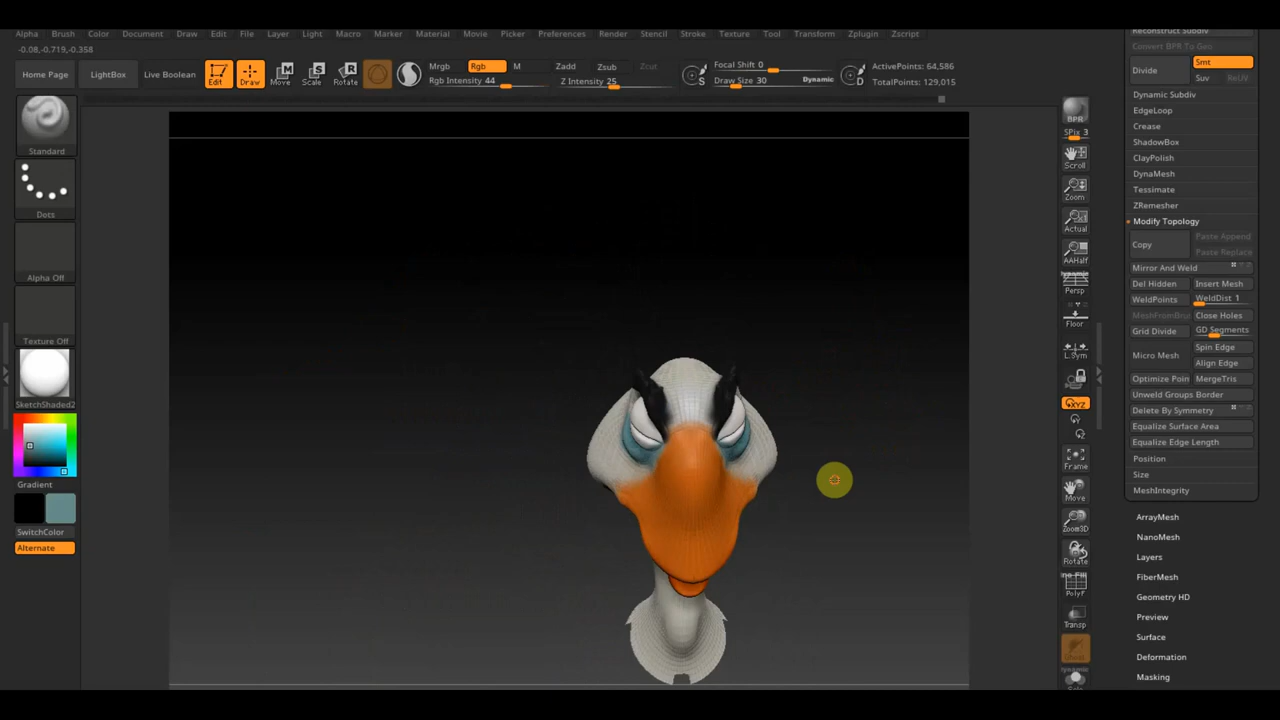 Alpha Brush Color Document Draw Edit File Layer Light Macro Marker Material Movie Picker Preferences Render Stencil Stroke Texture Tool Transform Zplugin Zscript
-0.08,-0.719,-0.358
Home Page LightBox Live Boolean Edit Draw Move Scale Rotate
Mrgb Rgb M Zadd Zsub Cut
Rgb Intensity 44 Z Intensity 25
Focal Shift 0
Draw Size 30 Dynamic
S D
ActivePoints: 64,586
TotalPoints: 129,015
Standard
Dots
Alpha Off
Texture Off
SketchShaded2
Gradient
SwitchColor
Alternate
BPR
SPix 3
Scroll
Zoom
Actual
AAHalf
Dynamic
Persp
Floor
L.Sym
XYZ
Frame
Move
Zoom3D
Rotate
PolyF
Transp
Dynamic
Solo
Reconstruct Subdiv
Convert BPR To Geo
Divide Smt
Suv ReUV
Dynamic Subdiv
EdgeLoop
Crease
ShadowBox
ClayPolish
DynaMesh
Tessimate
ZRemesher
Modify Topology
Copy Paste Append
Paste Replace
Mirror And Weld
Del Hidden Insert Mesh
WeldPoints WeldDist 1
MeshFromBru Close Holes
Grid Divide GD Segments
Micro Mesh Spin Edge
Align Edge
Optimize Poin MergeTris
Unweld Groups Border
Delete By Symmetry
Equalize Surface Area
Equalize Edge Length
Position
Size
MeshIntegrity
ArrayMesh
NanoMesh
Layers
FiberMesh
Geometry HD
Preview
Surface
Deformation
Masking